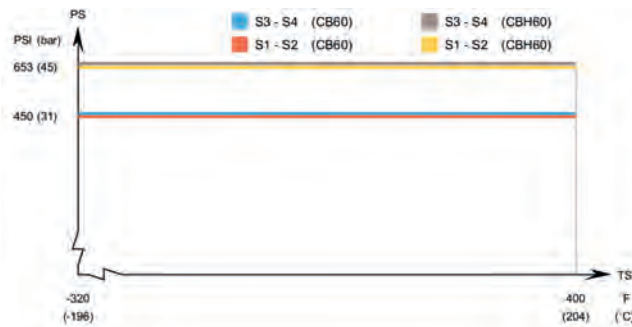 PS
PSI (bar)
S3 - S4 (CB60)
S3 - S4 (CBH60)
S1 - S2 (CB60)
S1 - S2 (CBH60)
653 (45)
450 (31)
TS
-320
-400
°F
(-196)
(204)
(°C)